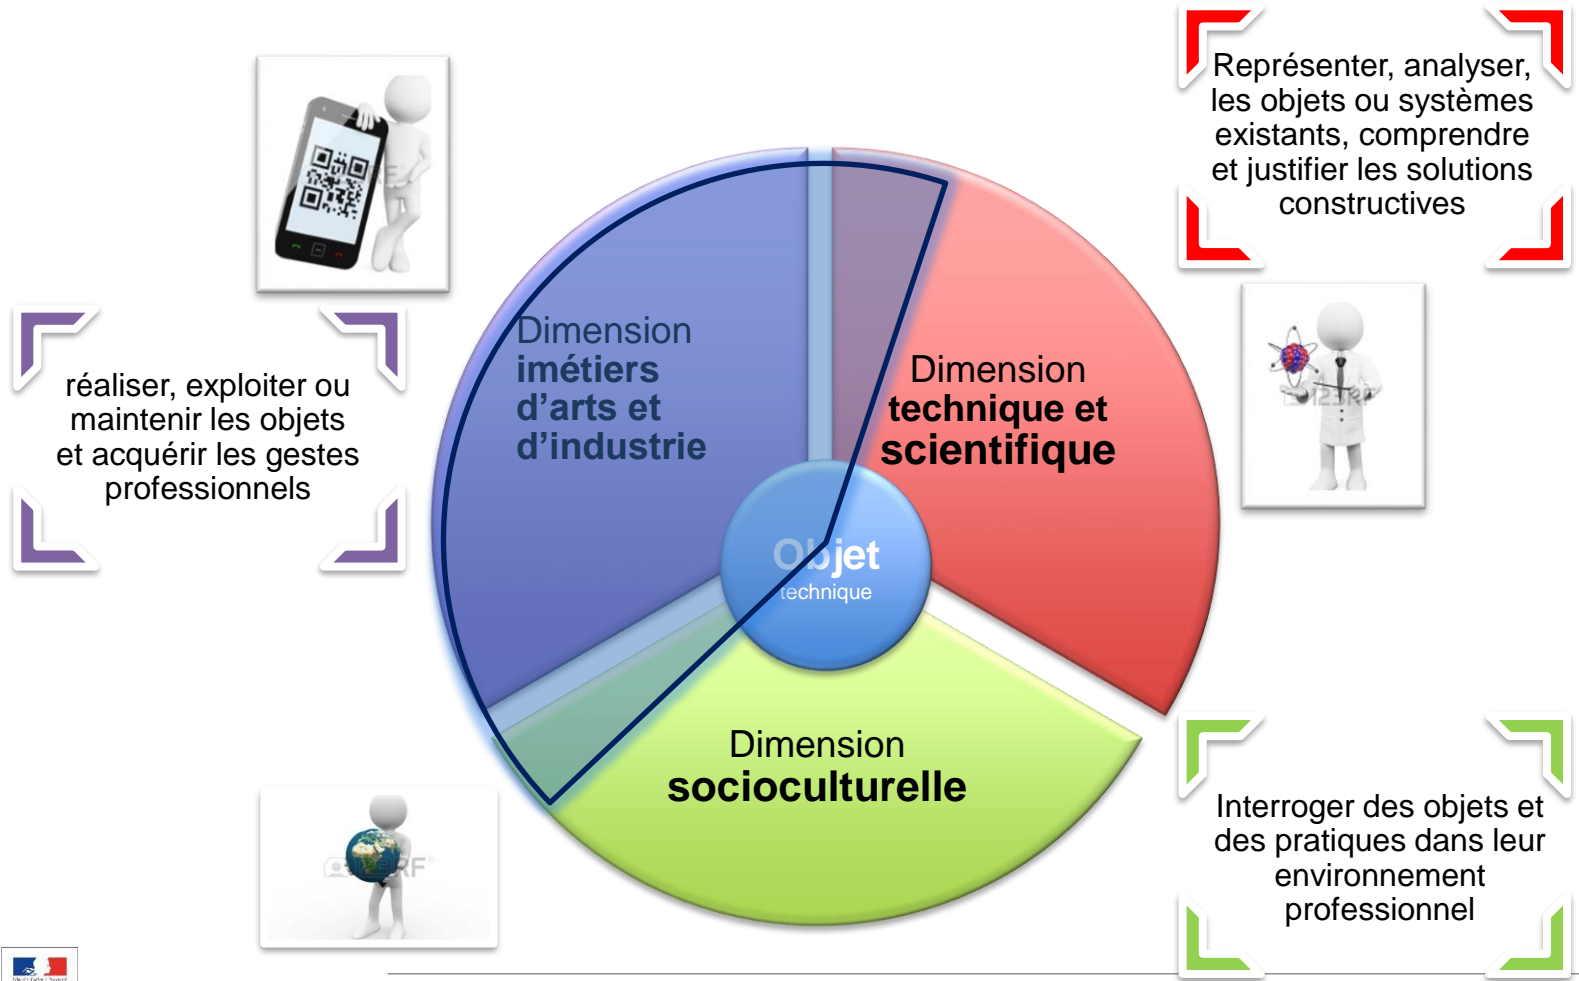 Représenter, analyser,
les objets ou systèmes
existants, comprendre
et justifier les solutions
constructives
réaliser, exploiter ou
maintenir les objets
et acquérir les gestes
professionnels
Dimension
imétiers
d’arts et
d’industrie
Dimension
technique et
scientifique
Objet
technique
Dimension
socioculturelle
Interroger des objets et
des pratiques dans leur
environnement
professionnel